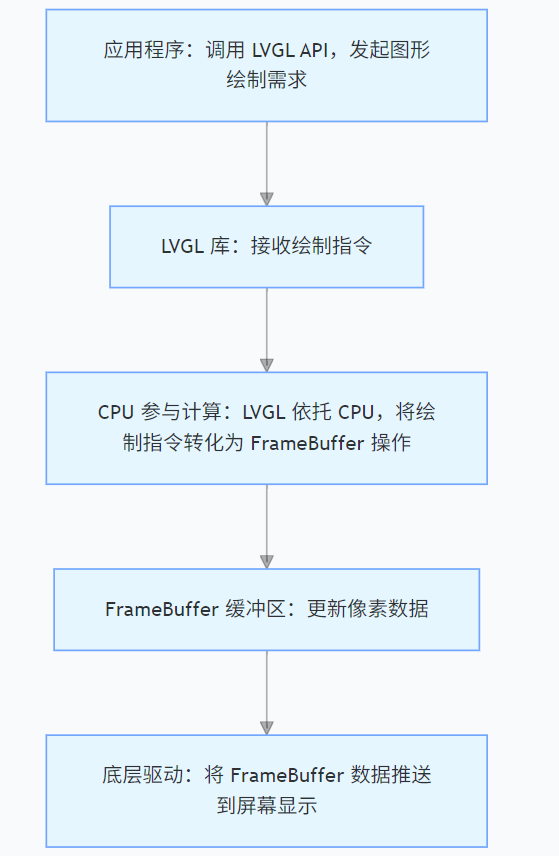 应用程序：调用 LVGL API，发起图形
绘制需求
LVGL 库：接收绘制指令
CPU 参与计算：LVGL 依托 CPU，将绘
制指令转化为 FrameBuffer 操作
FrameBuffer 缓冲区：更新像素数据
底层驱动：将 FrameBuffer 数据推送
到屏幕显示